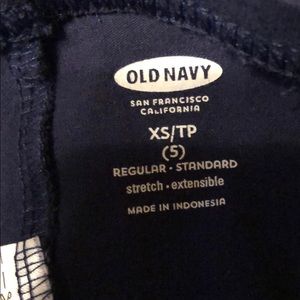 OLD NAVY
SAN FRANCISCO
CALIFORNIA
XS/TP
(5)
REGULAR · STANDARD
stretch · extensible
MADE IN INDONESIA